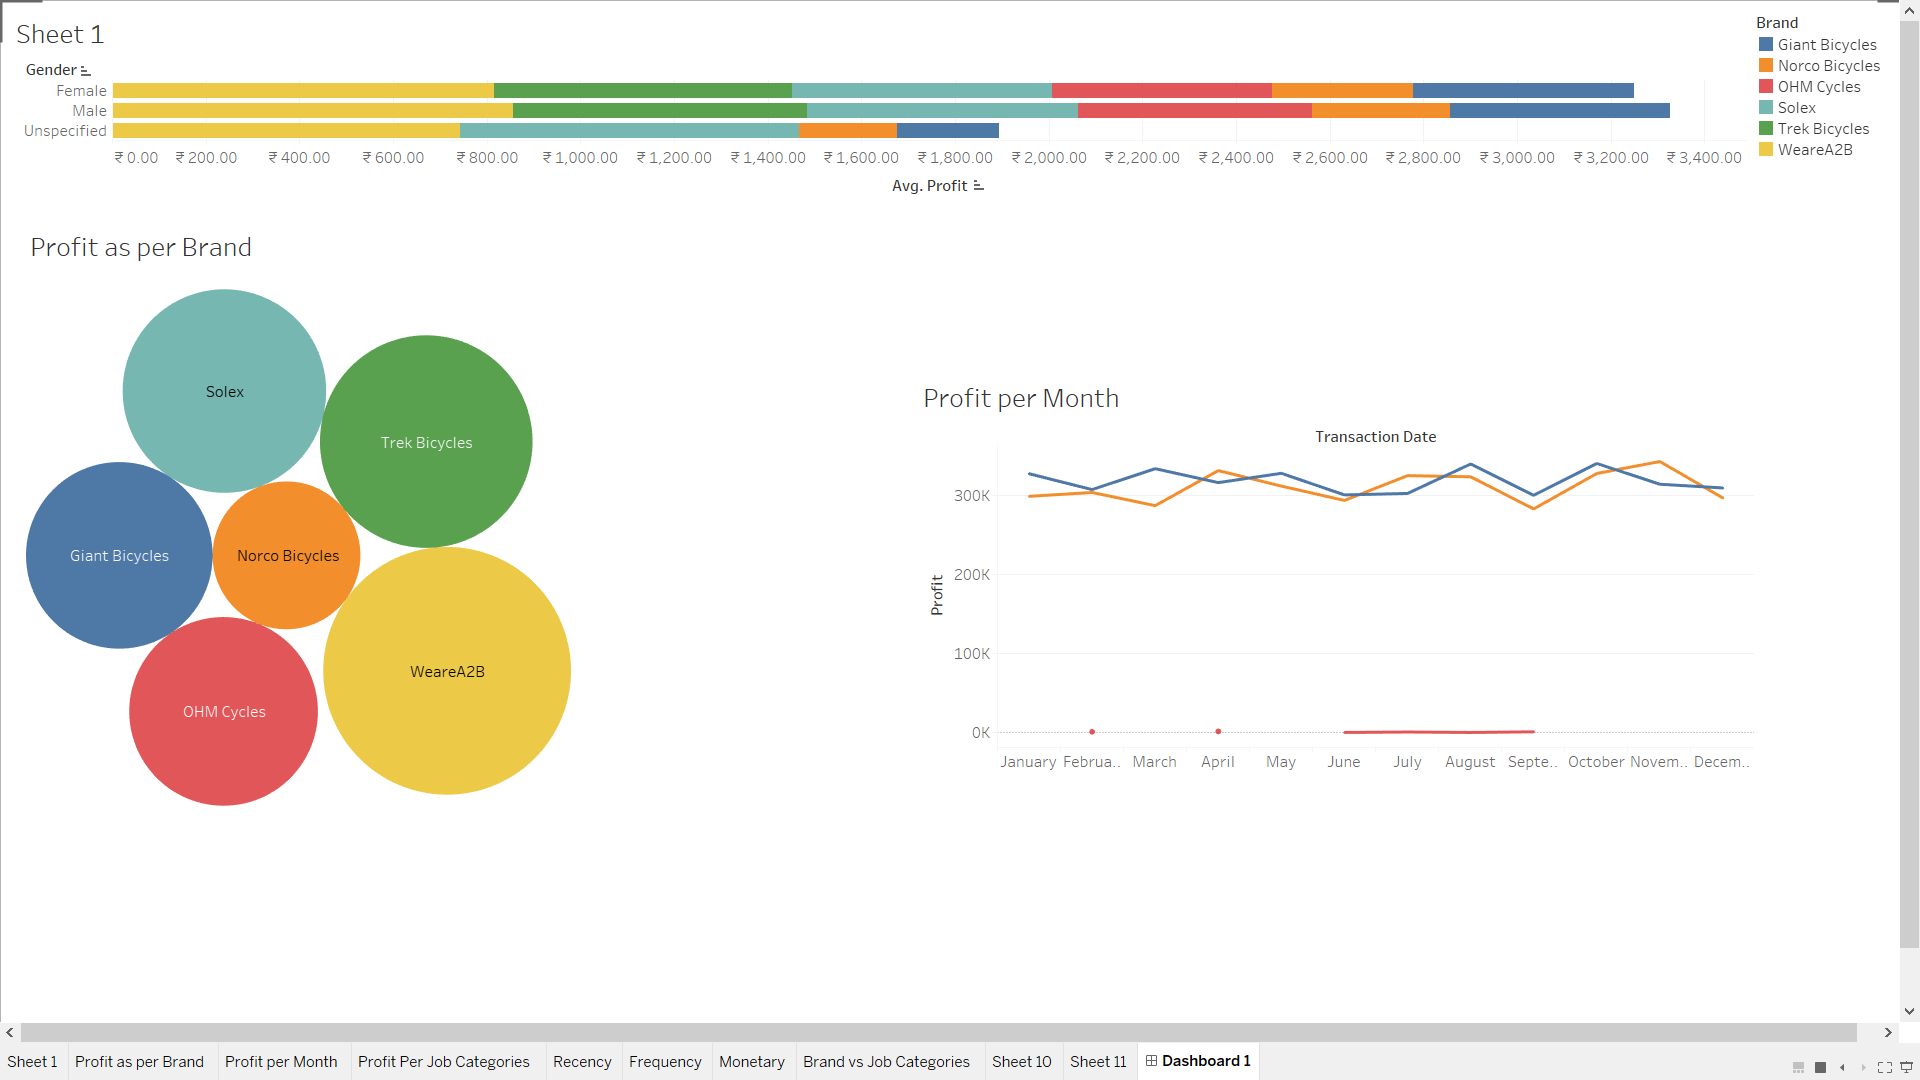 Sheet 1
Gender
Female
Male
Unspecified
₹ 0.00 ₹ 200.00 ₹ 400.00 ₹ 600.00 ₹ 800.00 ₹ 1,000.00 ₹ 1,200.00 ₹ 1,400.00 ₹ 1,600.00 ₹ 1,800.00 ₹ 2,000.00 ₹ 2,200.00 ₹ 2,400.00 ₹ 2,600.00 ₹ 2,800.00 ₹ 3,000.00 ₹ 3,200.00 ₹ 3,400.00
Avg. Profit
Brand
Giant Bicycles
Norco Bicycles
OHM Cycles
Solex
Trek Bicycles
WeareA2B
Profit as per Brand
Solex
Trek Bicycles
Giant Bicycles
Norco Bicycles
WeareA2B
OHM Cycles
Profit per Month
Transaction Date
300K
200K
Profit
100K
0K
January Februa.. March April May June July August Septe.. October Novem.. Decem..
Sheet 1 Profit as per Brand Profit per Month Profit Per Job Categories Recency Frequency Monetary Brand vs Job Categories Sheet 10 Sheet 11 Dashboard 1